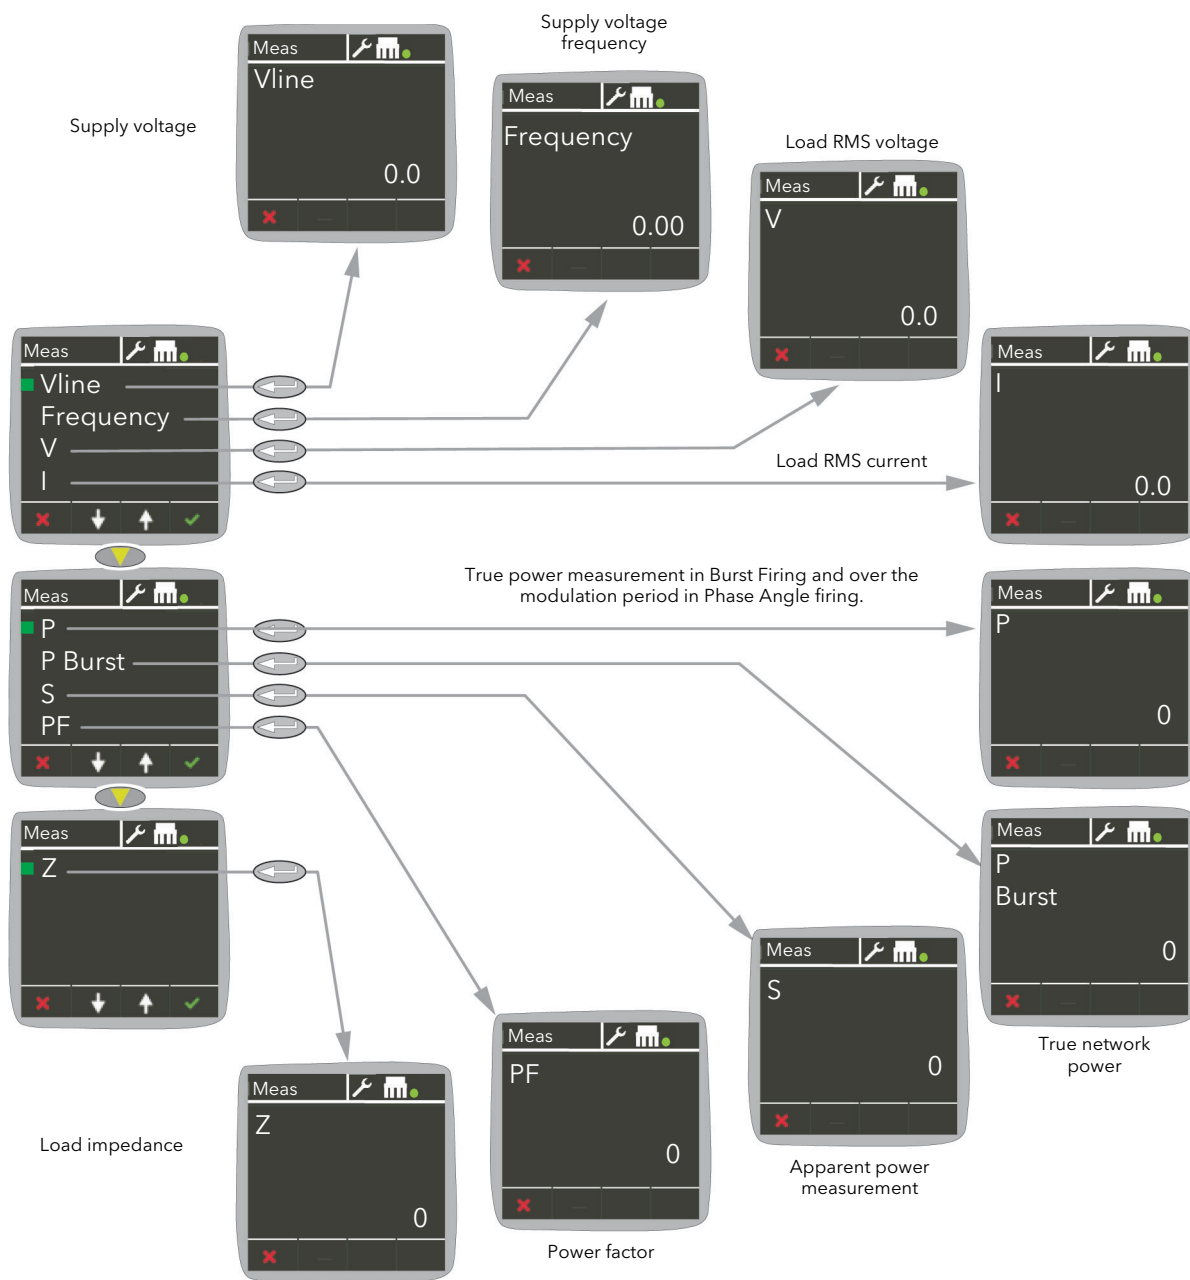 Supply voltage
frequency
Meas
Vline
0.0
Supply voltage
Meas
Frequency
0.00
Load RMS voltage
Meas
V
0.0
Meas
Vline
Frequency
V
I
Meas
I
0.0
Load RMS current
True power measurement in Burst Firing and over the
modulation period in Phase Angle firing.
Meas
P
P Burst
S
PF
Meas
P
0
Meas
Z
Meas
P
Burst
0
True network
power
Meas
S
0
Apparent power
measurement
Meas
PF
0
Power factor
Meas
Z
0
Load impedance